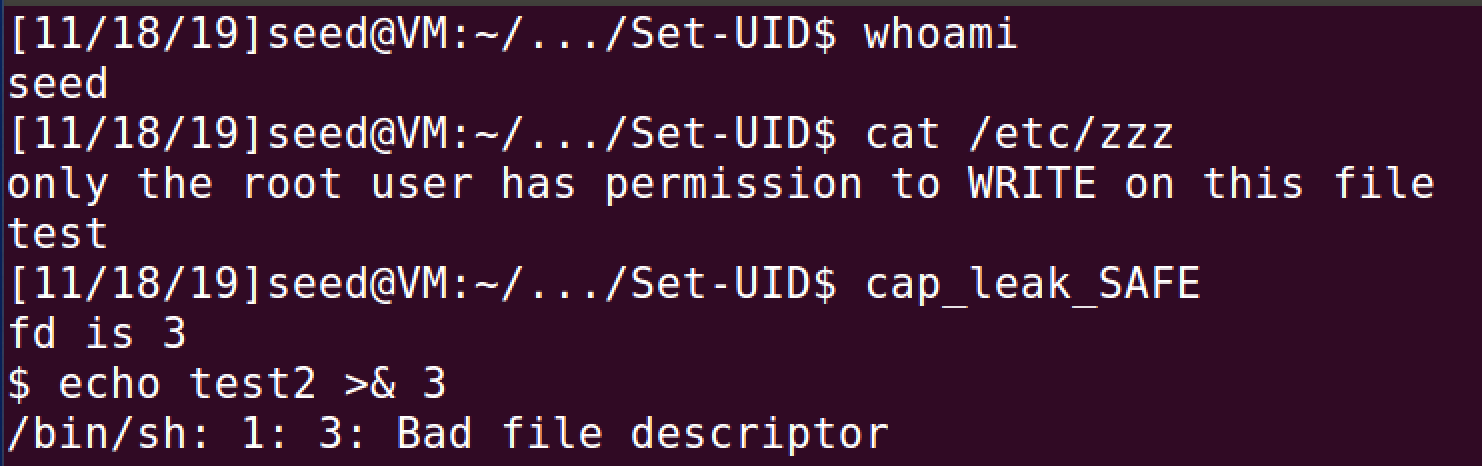 [11/18/19]seed@VM:~/.../Set-UID$ whoami
seed
[11/18/19]seed@VM:~/.../Set-UID$ cat /etc/zzz
only the root user has permission to WRITE on this file
test
[11/18/19]seed@VM:~/.../Set-UID$ cap_leak_SAFE
fd is 3
$ echo test2 >& 3
/bin/sh: 1: 3: Bad file descriptor